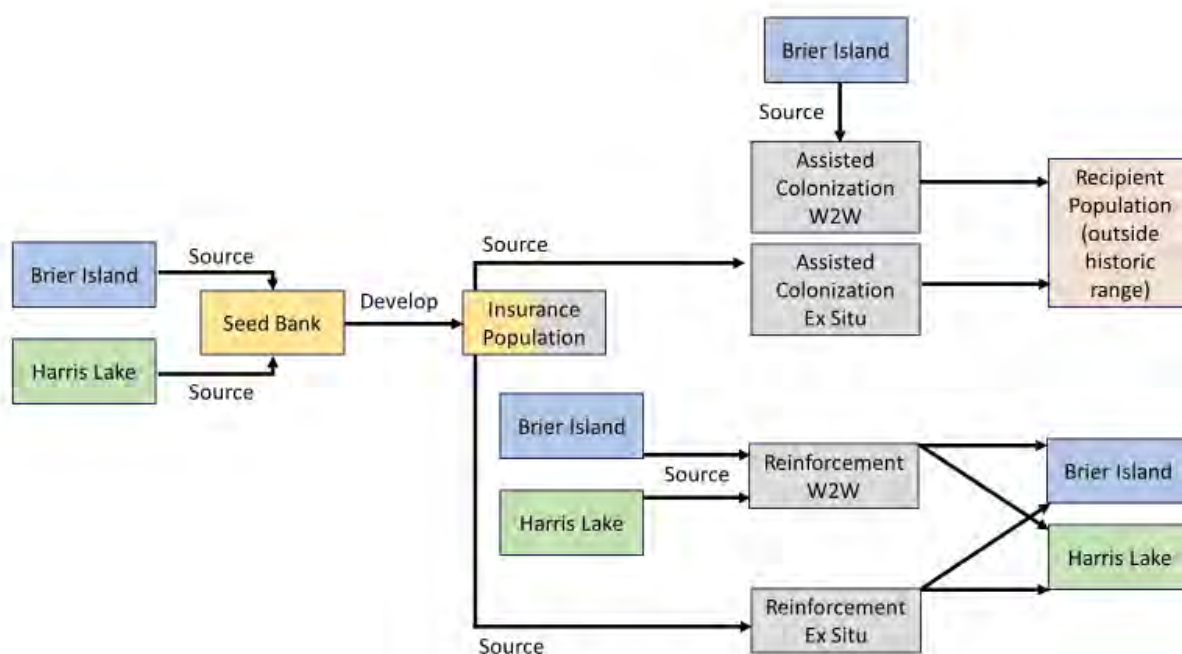 Brier Island
Source
Assisted
Colonization
W2W
Recipient
Population
(outside
historic
range)
Source
Brier Island
Source
Assisted
Colonization
Ex Situ
Develop
Seed Bank
Insurance
Population
Harris Lake
Source
Brier Island
Reinforcement
W2W
Brier Island
Source
Harris Lake
Harris Lake
Reinforcement
Ex Situ
Source